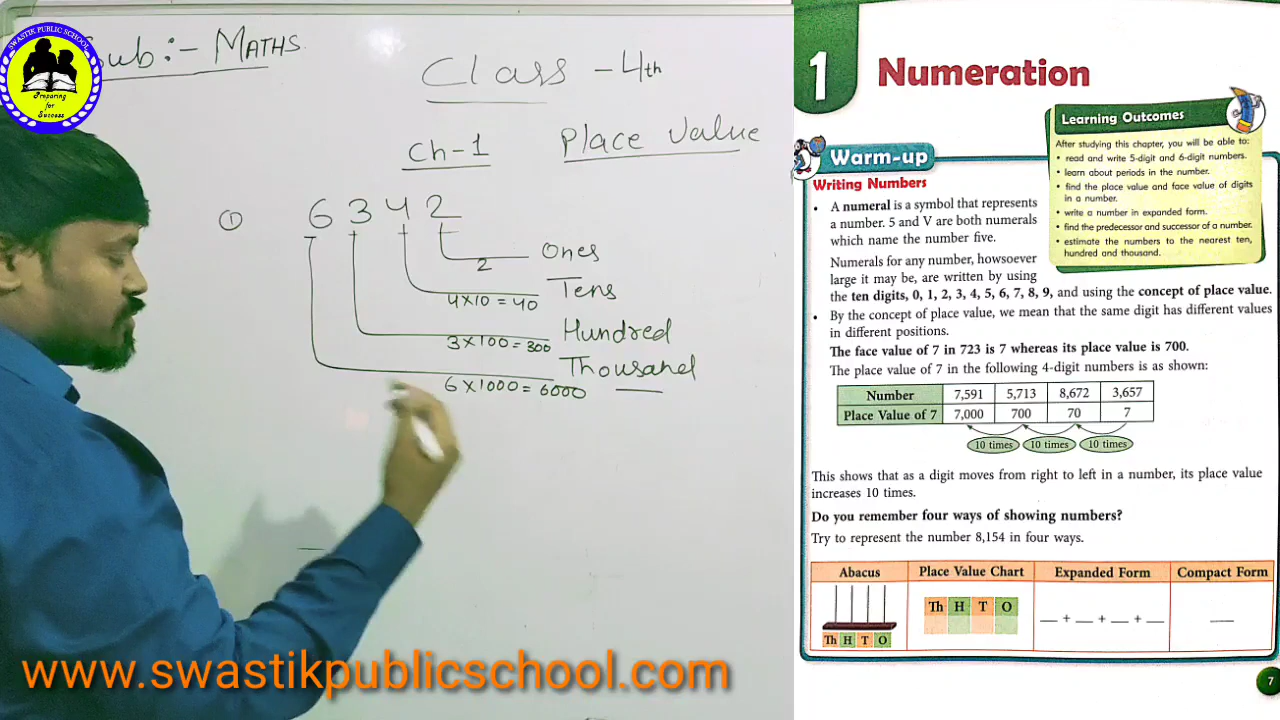 SWASTIK PUBLIC SCHOOL
Preparing
for
Success
Sub:- MATHS
Class - 4th
Ch-1 Place Value
① 6 3 4 2
2 Ones
4×10 = 40 Tens
3×100 = 300 Hundred
6×1000 = 6000 Thousand
www.swastikpublicschool.com
1 Numeration
Learning Outcomes
After studying this chapter, you will be able to:
• read and write 5-digit and 6-digit numbers.
• learn about periods in the number.
• find the place value and face value of digits
in a number.
• write a number in expanded form.
• find the predecessor and successor of a number.
• estimate the numbers to the nearest ten,
hundred and thousand.
Warm-up
Writing Numbers
• A numeral is a symbol that represents
a number. 5 and V are both numerals
which name the number five.
Numerals for any number, howsoever
large it may be, are written by using
the ten digits, 0, 1, 2, 3, 4, 5, 6, 7, 8, 9, and using the concept of place value.
• By the concept of place value, we mean that the same digit has different values
in different positions.
The face value of 7 in 723 is 7 whereas its place value is 700.
The place value of 7 in the following 4-digit numbers is as shown:
Number 7,591 5,713 8,672 3,657
Place Value of 7 7,000 700 70 7
10 times 10 times 10 times
This shows that as a digit moves from right to left in a number, its place value
increases 10 times.
Do you remember four ways of showing numbers?
Try to represent the number 8,154 in four ways.
Abacus Place Value Chart Expanded Form Compact Form
Th H T O
__ + __ + __ + __ __
Th H T O
7